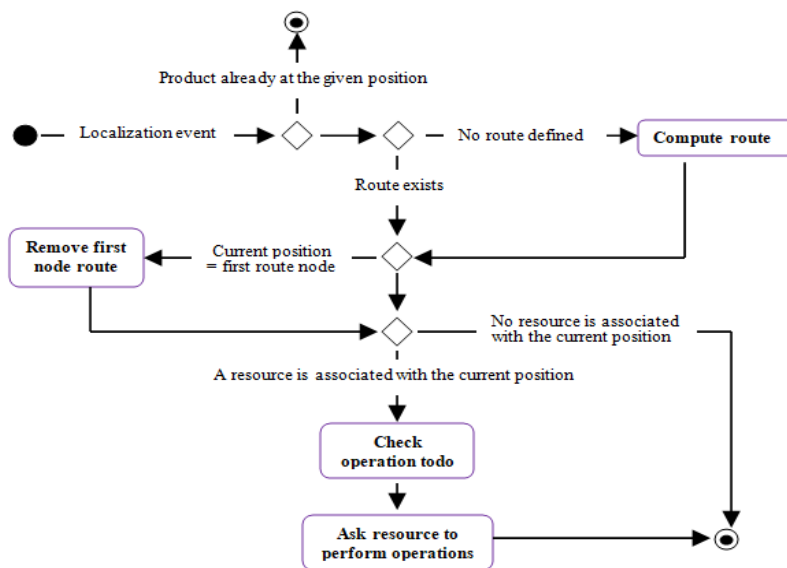 Product already at the given position
Localization event
No route defined
Compute route
Route exists
Remove first
node route
Current position
= first route node
No resource is associated
with the current position
A resource is associated with the current position
Check
operation todo
Ask resource to
perform operations